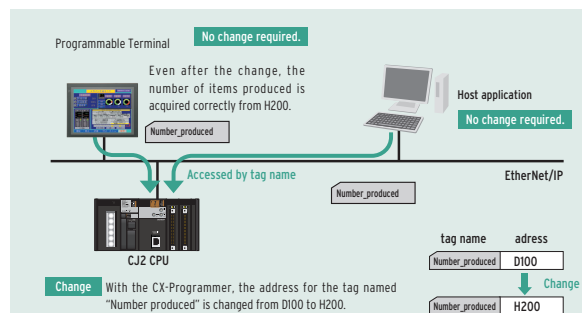 Programmable Terminal
No change required.
Even after the change, the
number of items produced is
acquired correctly from H200.
Number_produced
Host application
No change required.
Accessed by tag name
EtherNet/IP
Number_produced
CJ2 CPU
tag name adress
Number_produced D100
Change
Number_produced H200
Change With the CX-Programmer, the address for the tag named
"Number produced" is changed from D100 to H200.